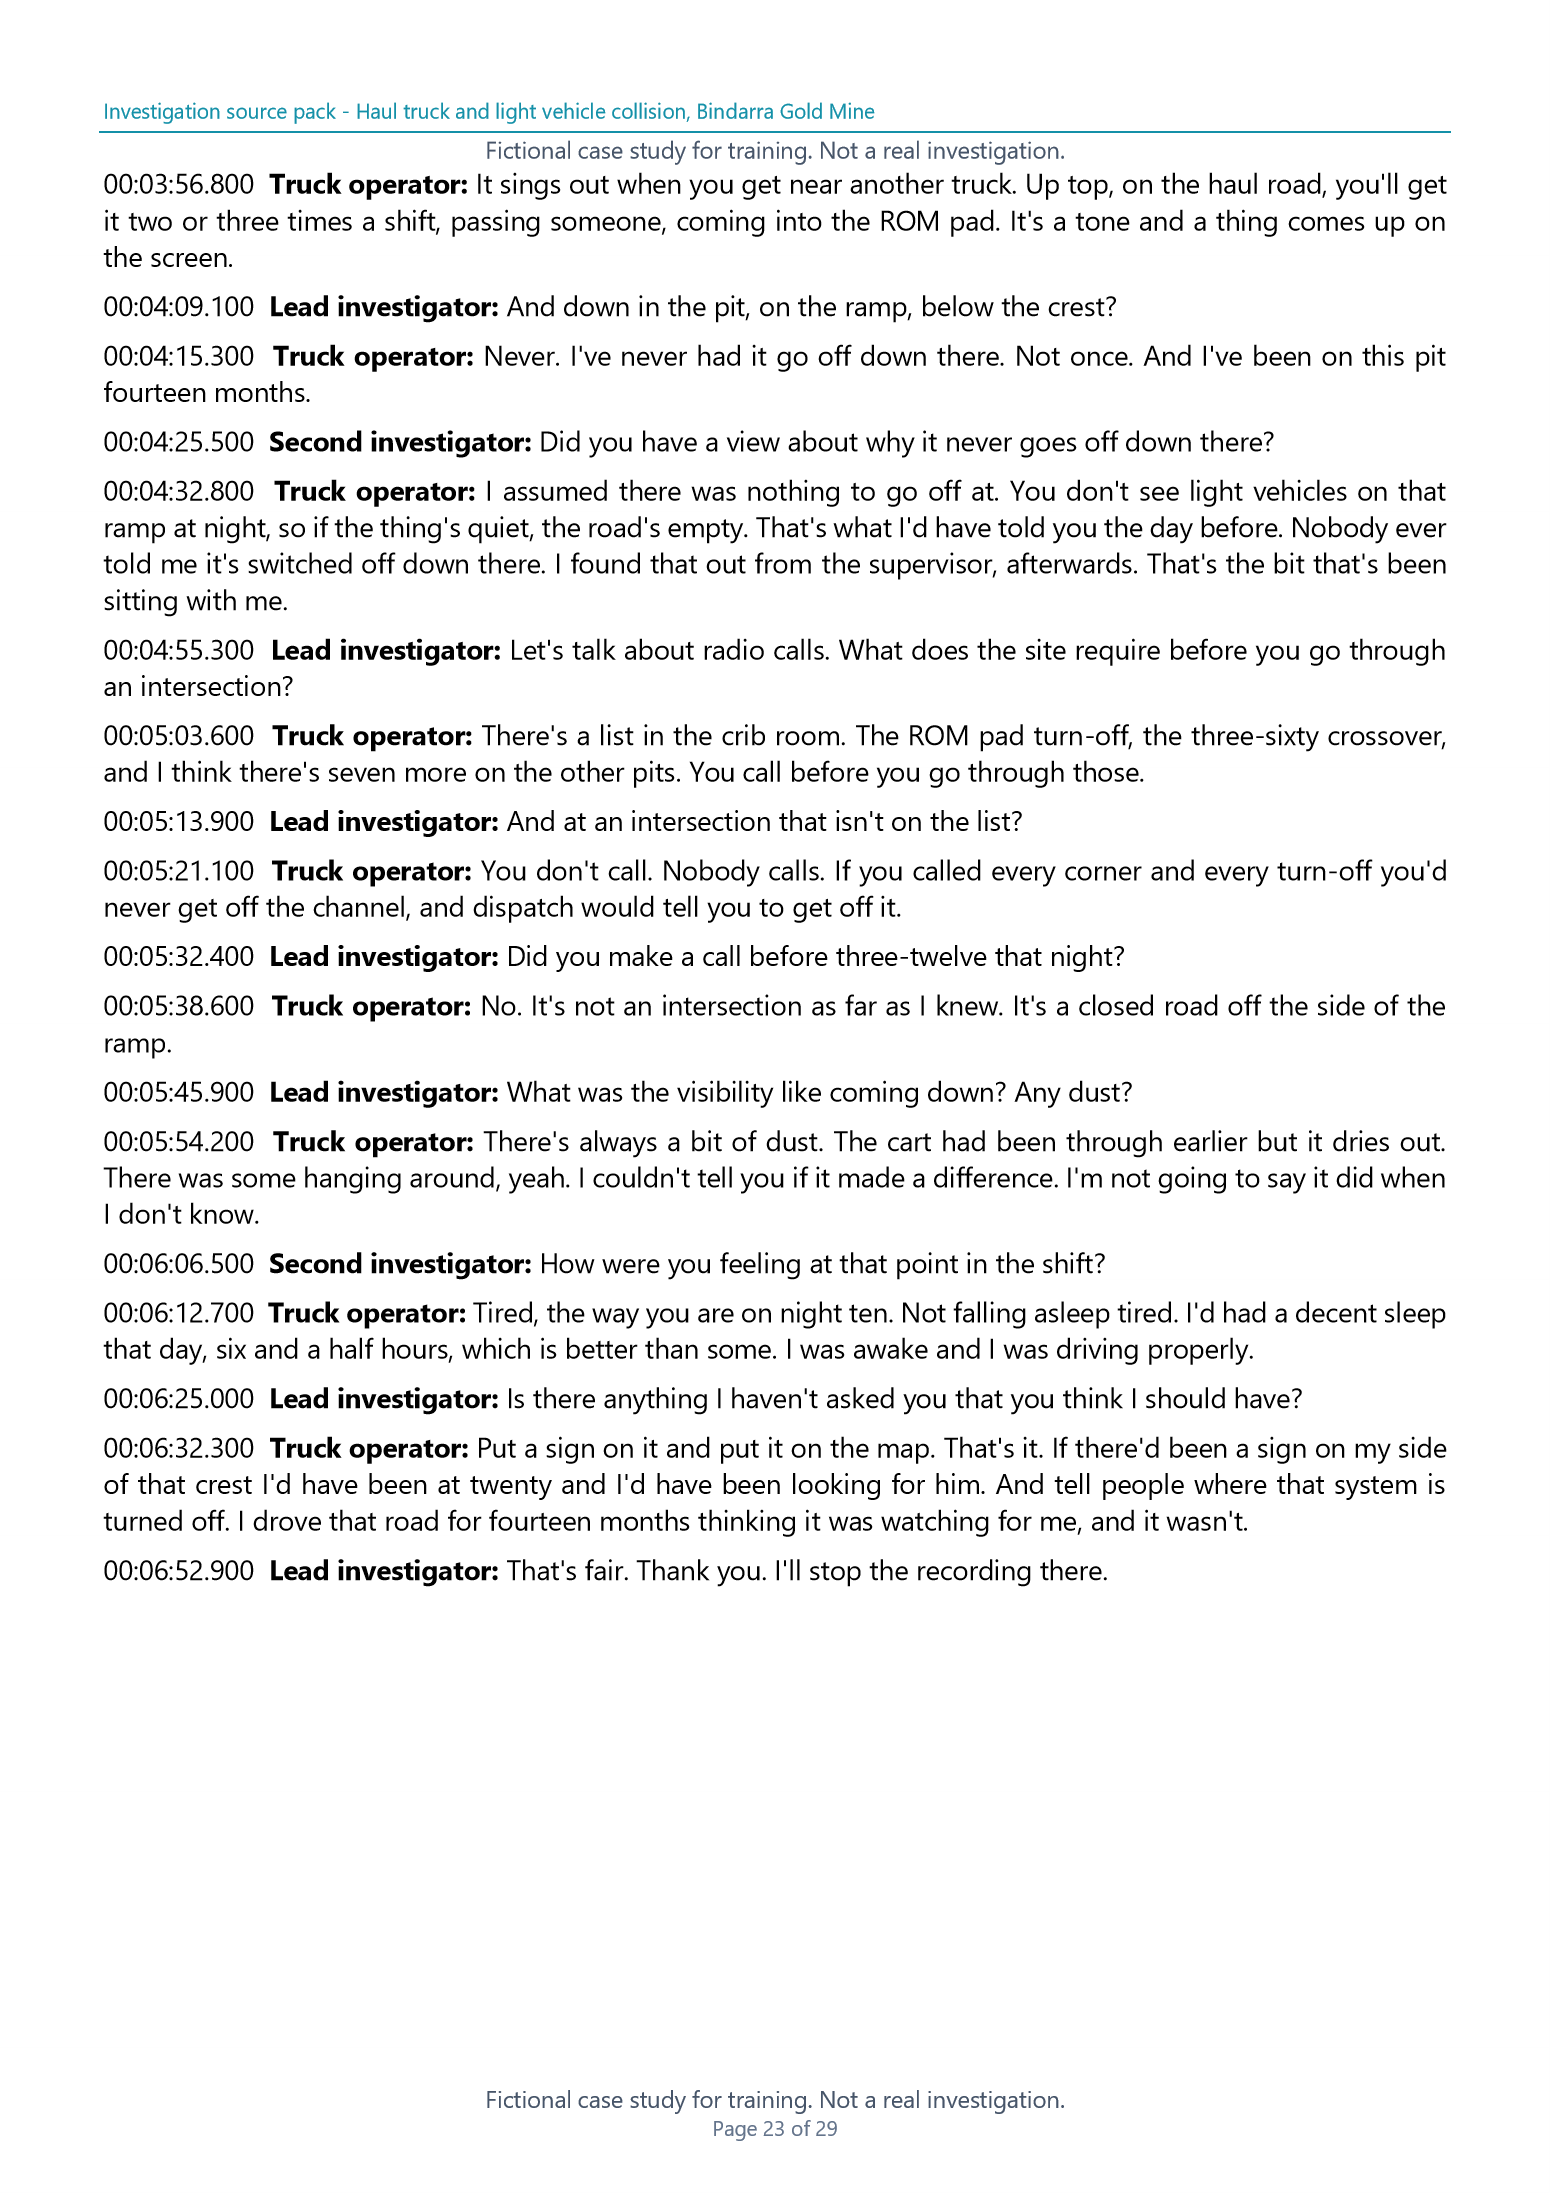 Investigation source pack - Haul truck and light vehicle collision, Bindarra Gold Mine
Fictional case study for training. Not a real investigation.
00:03:56.800 Truck operator: It sings out when you get near another truck. Up top, on the haul road, you'll get
it two or three times a shift, passing someone, coming into the ROM pad. It's a tone and a thing comes up on
the screen.
00:04:09.100 Lead investigator: And down in the pit, on the ramp, below the crest?
00:04:15.300 Truck operator: Never. I've never had it go off down there. Not once. And I've been on this pit
fourteen months.
00:04:25.500 Second investigator: Did you have a view about why it never goes off down there?
00:04:32.800 Truck operator: I assumed there was nothing to go off at. You don't see light vehicles on that
ramp at night, so if the thing's quiet, the road's empty. That's what I'd have told you the day before. Nobody ever
told me it's switched off down there. I found that out from the supervisor, afterwards. That's the bit that's been
sitting with me.
00:04:55.300 Lead investigator: Let's talk about radio calls. What does the site require before you go through
an intersection?
00:05:03.600 Truck operator: There's a list in the crib room. The ROM pad turn-off, the three-sixty crossover,
and I think there's seven more on the other pits. You call before you go through those.
00:05:13.900 Lead investigator: And at an intersection that isn't on the list?
00:05:21.100 Truck operator: You don't call. Nobody calls. If you called every corner and every turn-off you'd
never get off the channel, and dispatch would tell you to get off it.
00:05:32.400 Lead investigator: Did you make a call before three-twelve that night?
00:05:38.600 Truck operator: No. It's not an intersection as far as I knew. It's a closed road off the side of the
ramp.
00:05:45.900 Lead investigator: What was the visibility like coming down? Any dust?
00:05:54.200 Truck operator: There's always a bit of dust. The cart had been through earlier but it dries out.
There was some hanging around, yeah. I couldn't tell you if it made a difference. I'm not going to say it did when
I don't know.
00:06:06.500 Second investigator: How were you feeling at that point in the shift?
00:06:12.700 Truck operator: Tired, the way you are on night ten. Not falling asleep tired. I'd had a decent sleep
that day, six and a half hours, which is better than some. I was awake and I was driving properly.
00:06:25.000 Lead investigator: Is there anything I haven't asked you that you think I should have?
00:06:32.300 Truck operator: Put a sign on it and put it on the map. That's it. If there'd been a sign on my side
of that crest I'd have been at twenty and I'd have been looking for him. And tell people where that system is
turned off. I drove that road for fourteen months thinking it was watching for me, and it wasn't.
00:06:52.900 Lead investigator: That's fair. Thank you. I'll stop the recording there.
Fictional case study for training. Not a real investigation.
Page 23 of 29